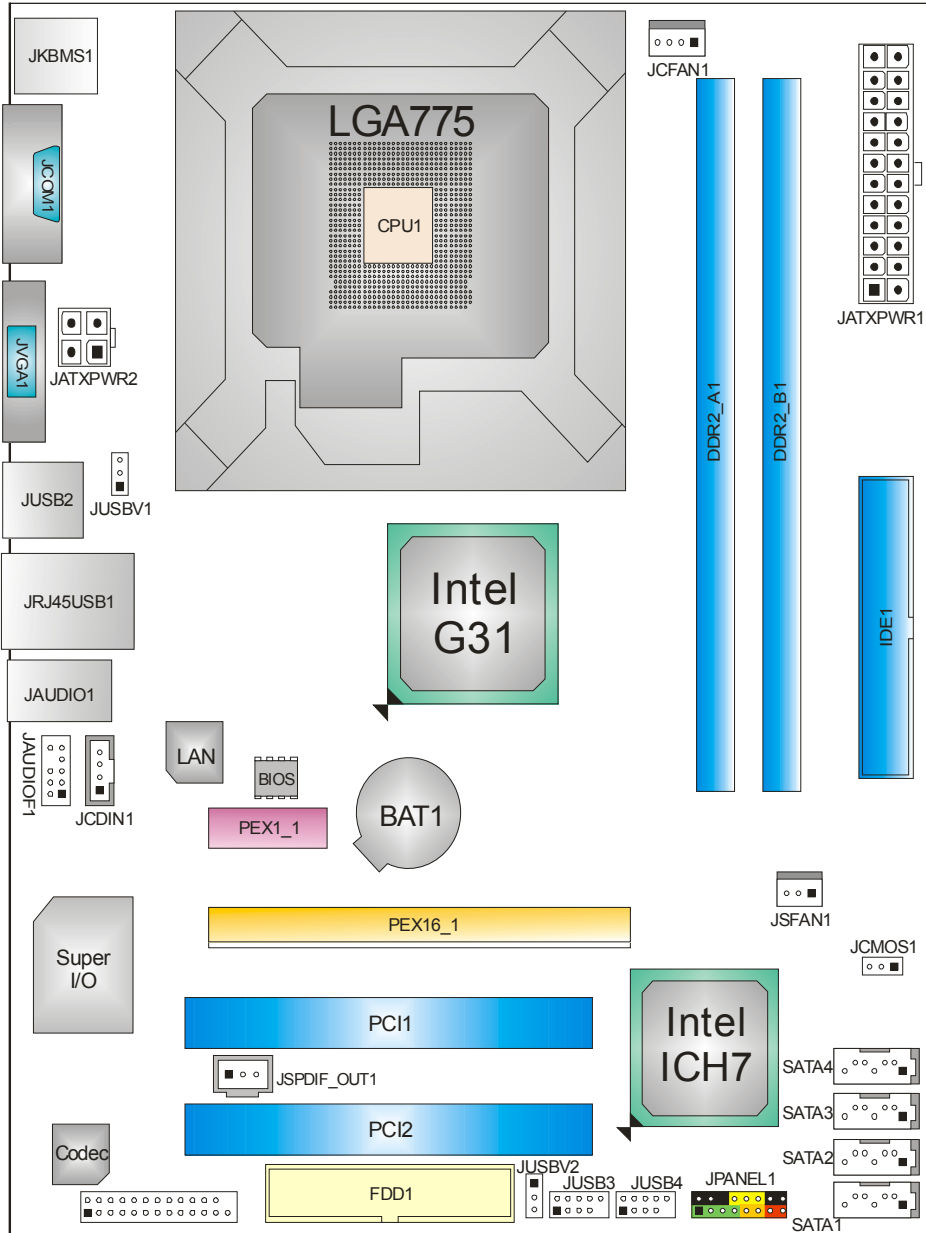 JKBMS1
JCFAN1
LGA775
JCOM1
CPU1
JATXPWR1
JVGA1
JATXPWR2
DDR2_A1
DDR2_B1
JUSB2
JUSBV1
Intel
G31
JRJ45USB1
IDE1
JAUDIO1
JAUDIOF1
JCDIN1
LAN
BIOS
PEX1_1
BAT1
JSFAN1
PEX16_1
JCMOS1
Super
I/O
PCI1
Intel
ICH7
SATA4
JSPDIF_OUT1
SATA3
PCI2
Codec
SATA2
JUSBV2
JUSB3
JUSB4
JPANEL1
FDD1
SATA1